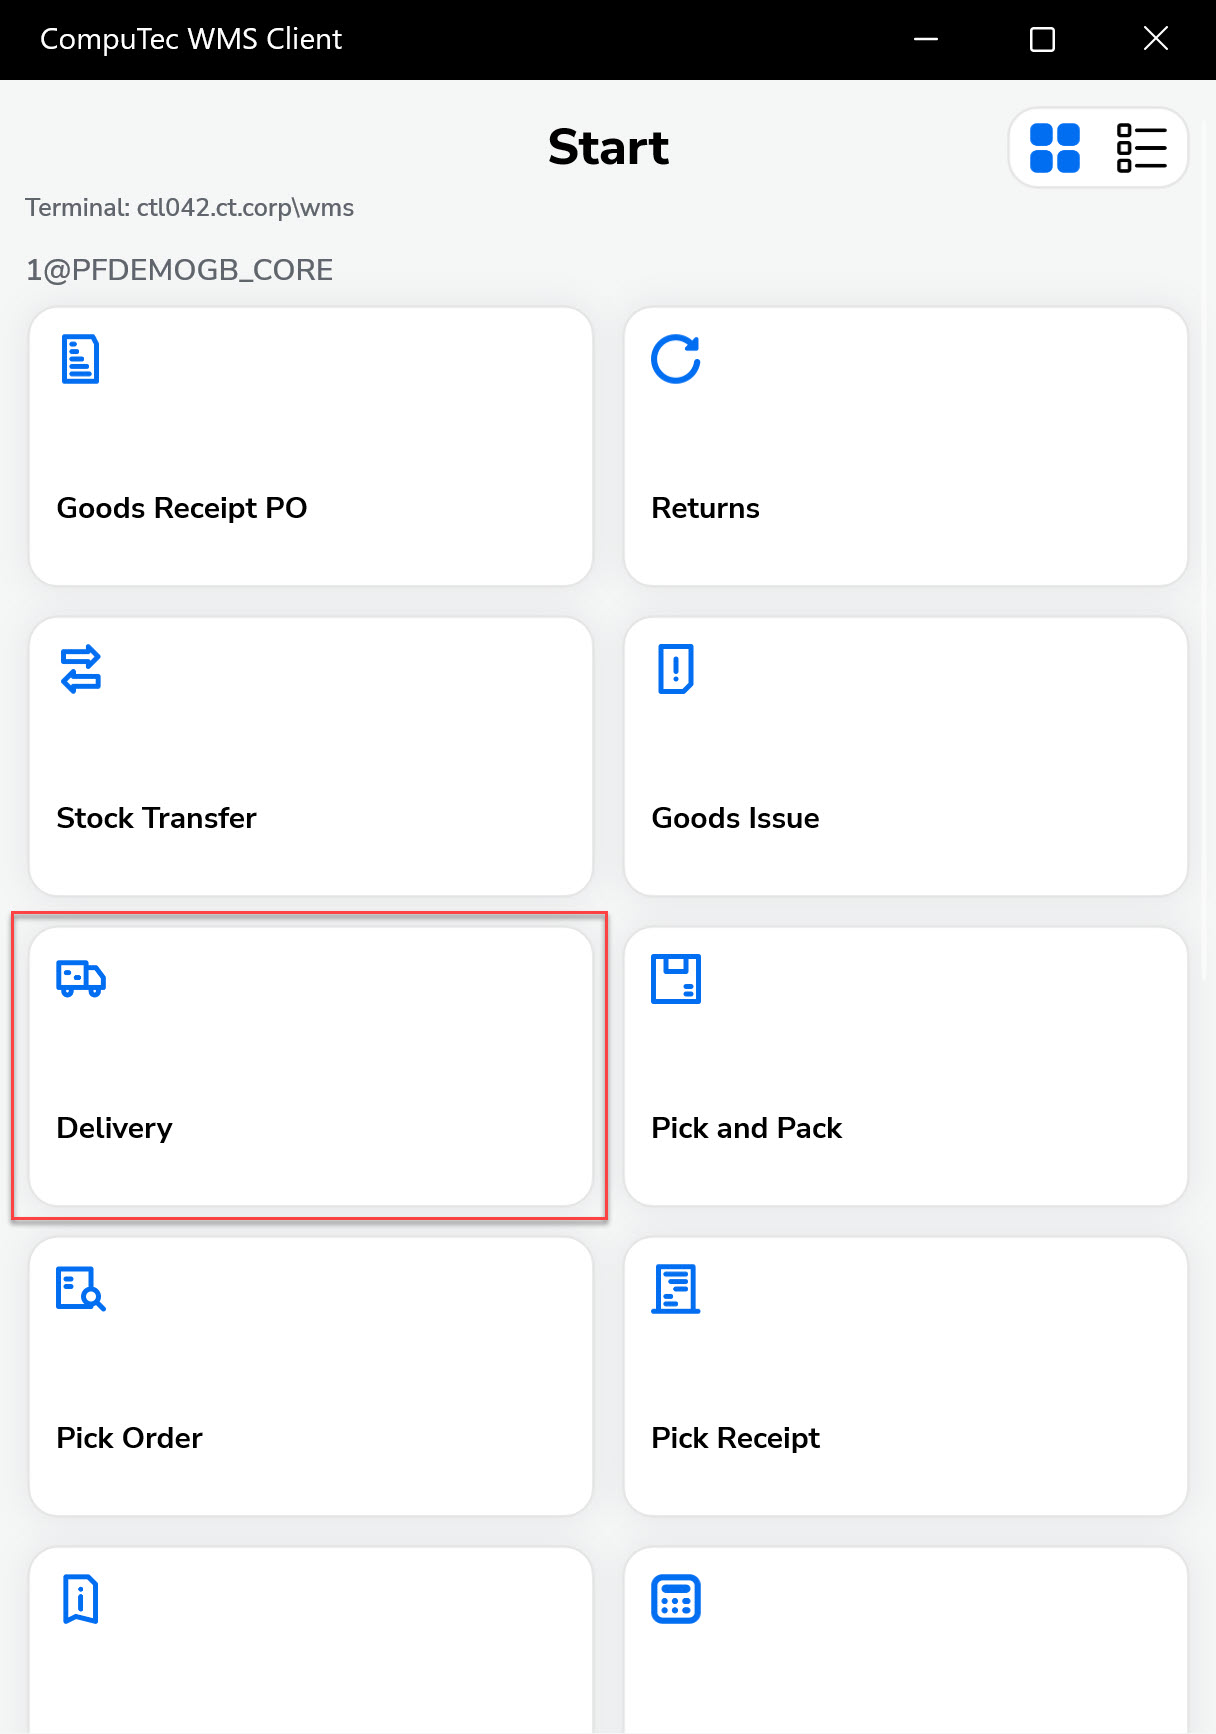 CompuTec WMS Client
Start
Terminal: ctl042.ct.corp\wms
1@PFDEMOGB_CORE
Goods Receipt PO
Returns
Stock Transfer
Goods Issue
Delivery
Pick and Pack
Pick Order
Pick Receipt